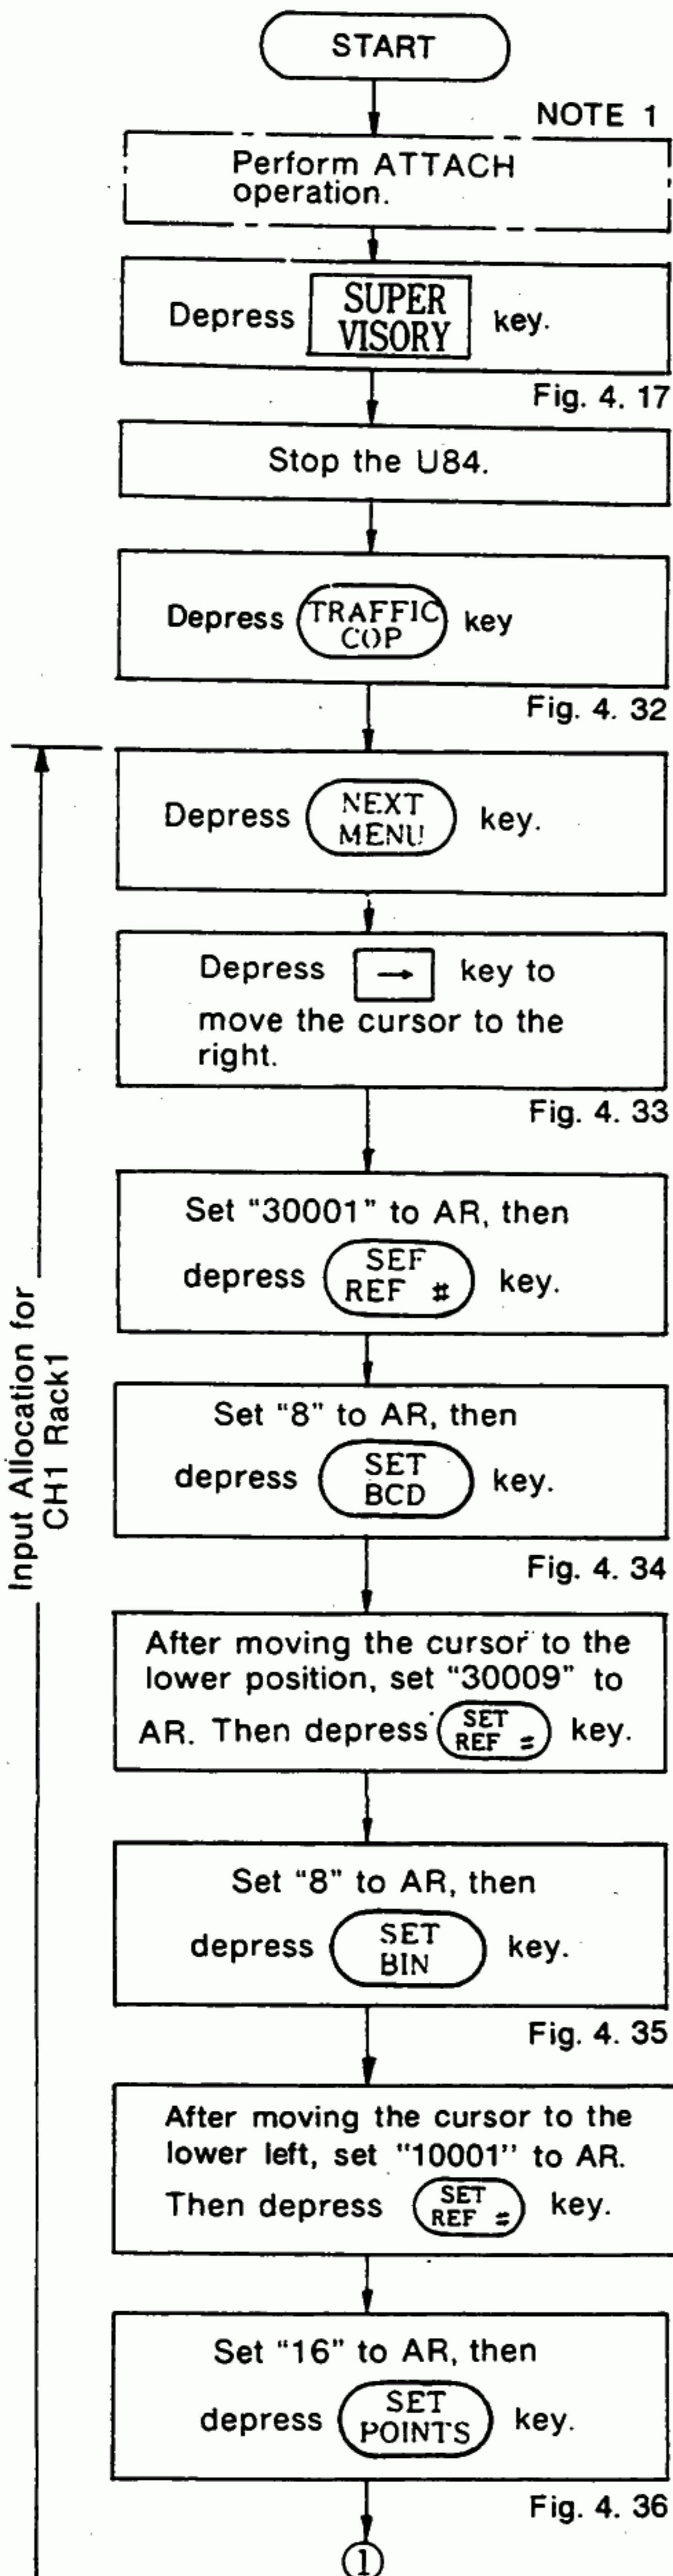 START
NOTE 1
Perform ATTACH
operation.
Depress SUPER VISORY key.
Fig. 4. 17
Stop the U84.
Depress TRAFFIC COP key
Fig. 4. 32
Depress NEXT MENU key.
Depress → key to
move the cursor to the
right.
Fig. 4. 33
Input Allocation for
CH1 Rack1
Set "30001" to AR, then
depress SEF REF # key.
Set "8" to AR, then
depress SET BCD key.
Fig. 4. 34
After moving the cursor to the
lower position, set "30009" to
AR. Then depress SET REF = key.
Set "8" to AR, then
depress SET BIN key.
Fig. 4. 35
After moving the cursor to the
lower left, set "10001" to AR.
Then depress SET REF # key.
Set "16" to AR, then
depress SET POINTS key.
Fig. 4. 36
①